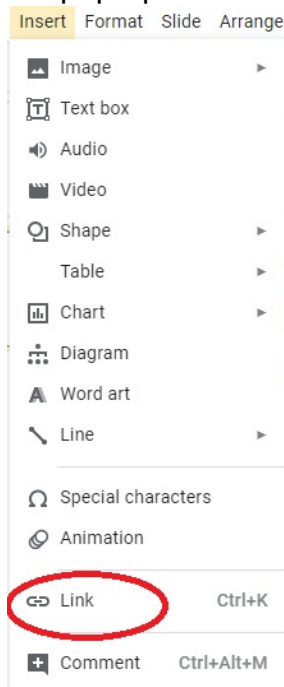 Insert Format Slide Arrange
Image
Text box
Audio
Video
Shape
Table
Chart
Diagram
Word art
Line
Special characters
Animation
Link Ctrl+K
Comment Ctrl+Alt+M